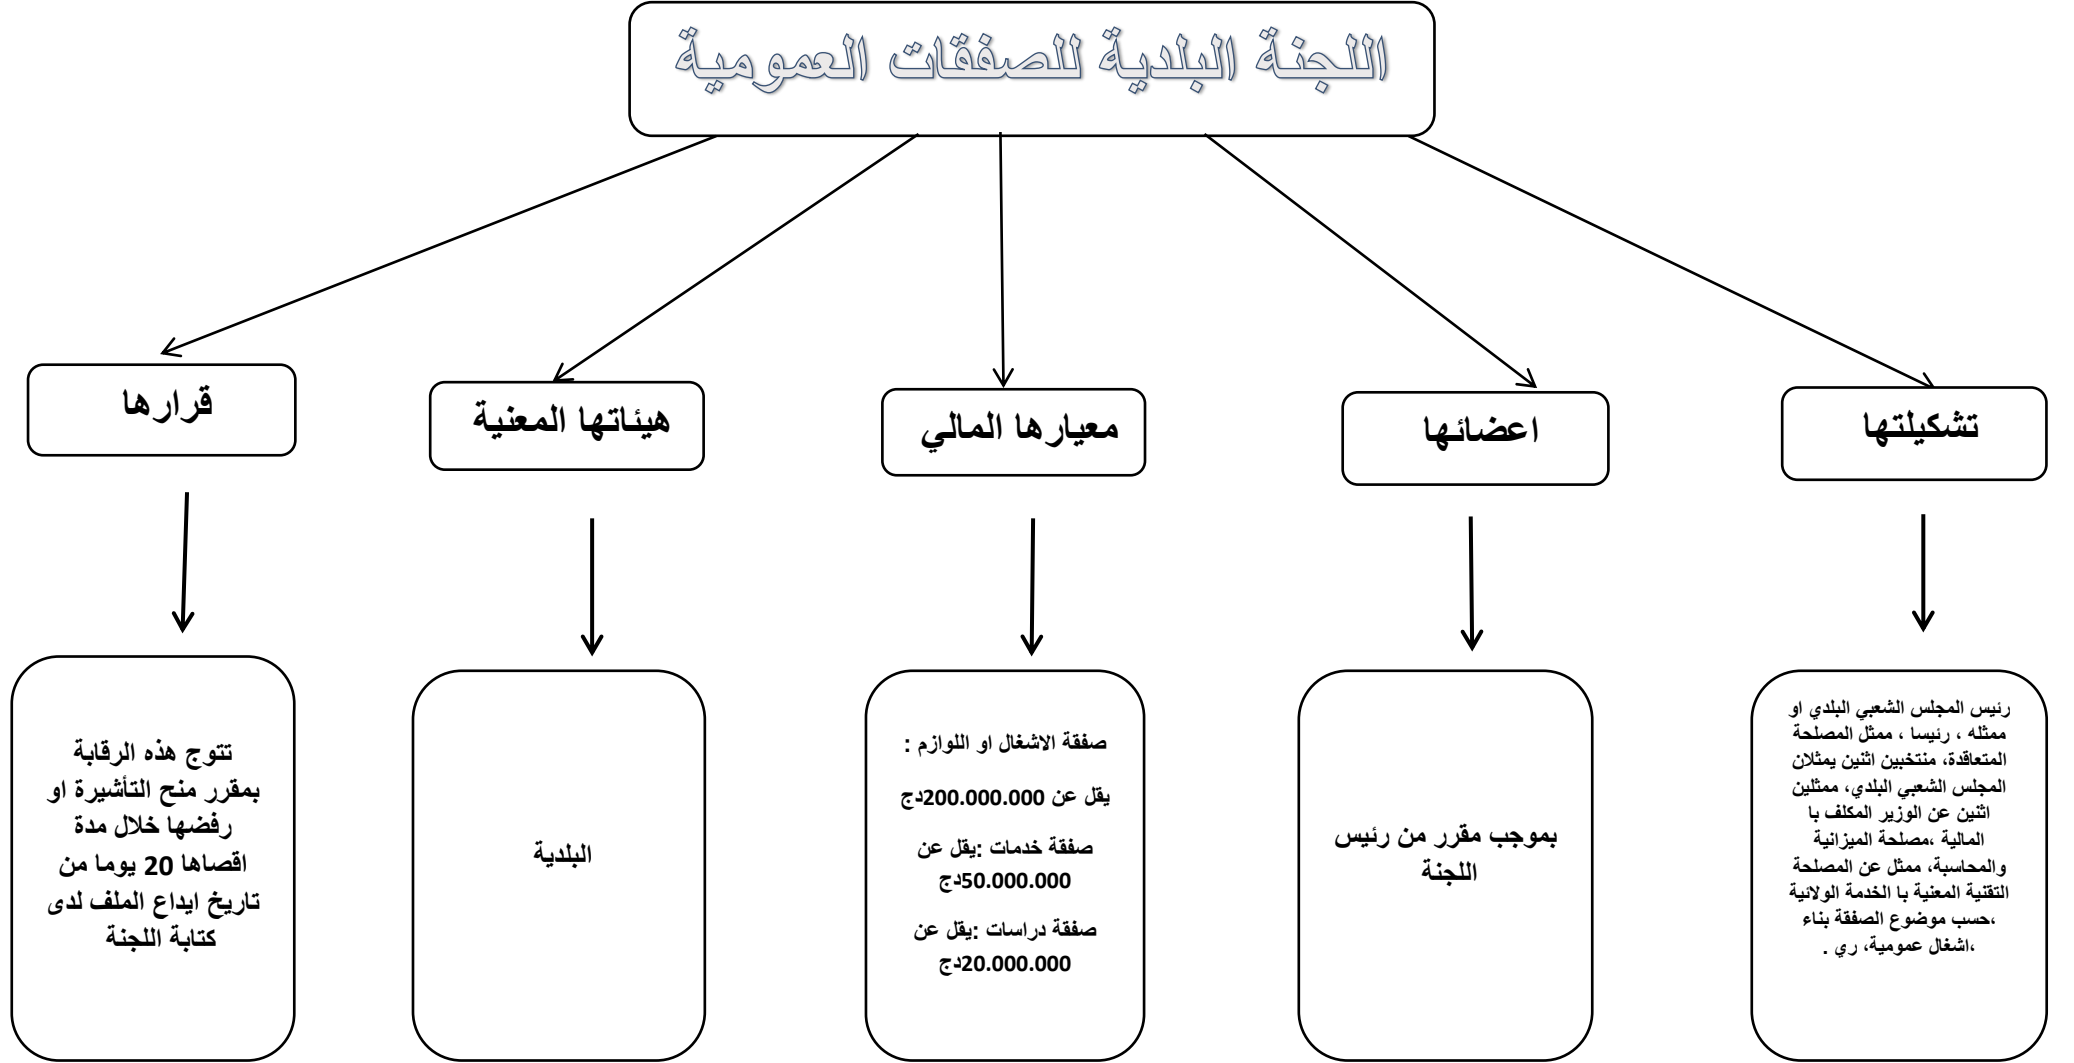 اللجنة البلدية للصفقات العمومية
تشكيلتها
اعضائها
معيارها المالي
هيئاتها المعنية
قرارها
رئيس المجلس الشعبي البلدي او
ممثله ، رئيسا ، ممثل المصلحة
المتعاقدة، منتخبين اثنين يمثلان
المجلس الشعبي البلدي، ممثلين
اثنين عن الوزير المكلف با
المالية ،مصلحة الميزانية
والمحاسبة، ممثل عن المصلحة
التقنية المعنية با الخدمة الولائية
،حسب موضوع الصفقة بناء
،اشغال عمومية، ري .
بموجب مقرر من رئيس
اللجنة
صفقة الاشغال او اللوازم :
يقل عن 200.000.000دج
صفقة خدمات :يقل عن
50.000.000دج
صفقة دراسات :يقل عن
20.000.000دج
البلدية
تتوج هذه الرقابة
بمقرر منح التأشيرة او
رفضها خلال مدة
اقصاها 20 يوما من
تاريخ ايداع الملف لدى
كتابة اللجنة